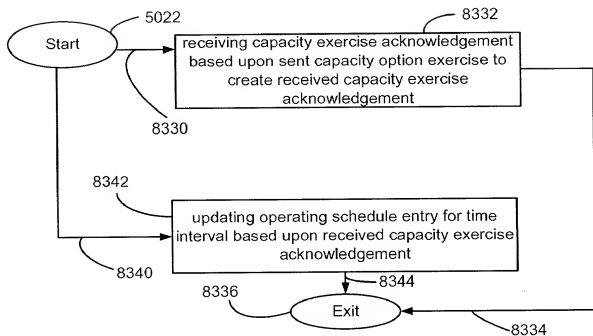 5022
8332
Start
receiving capacity exercise acknowledgement
based upon sent capacity option exercise to
create received capacity exercise
acknowledgement
8330
8342
updating operating schedule entry for time
interval based upon received capacity exercise
acknowledgement
8340
8344
8336
Exit
8334